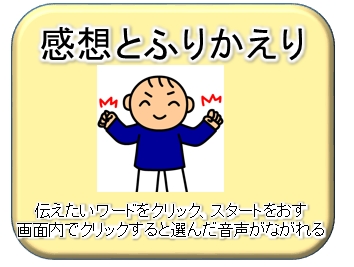 感想とふりかえり
伝えたいワードをクリック、スタートをおす
画面内でクリックすると選んだ音声がながれる